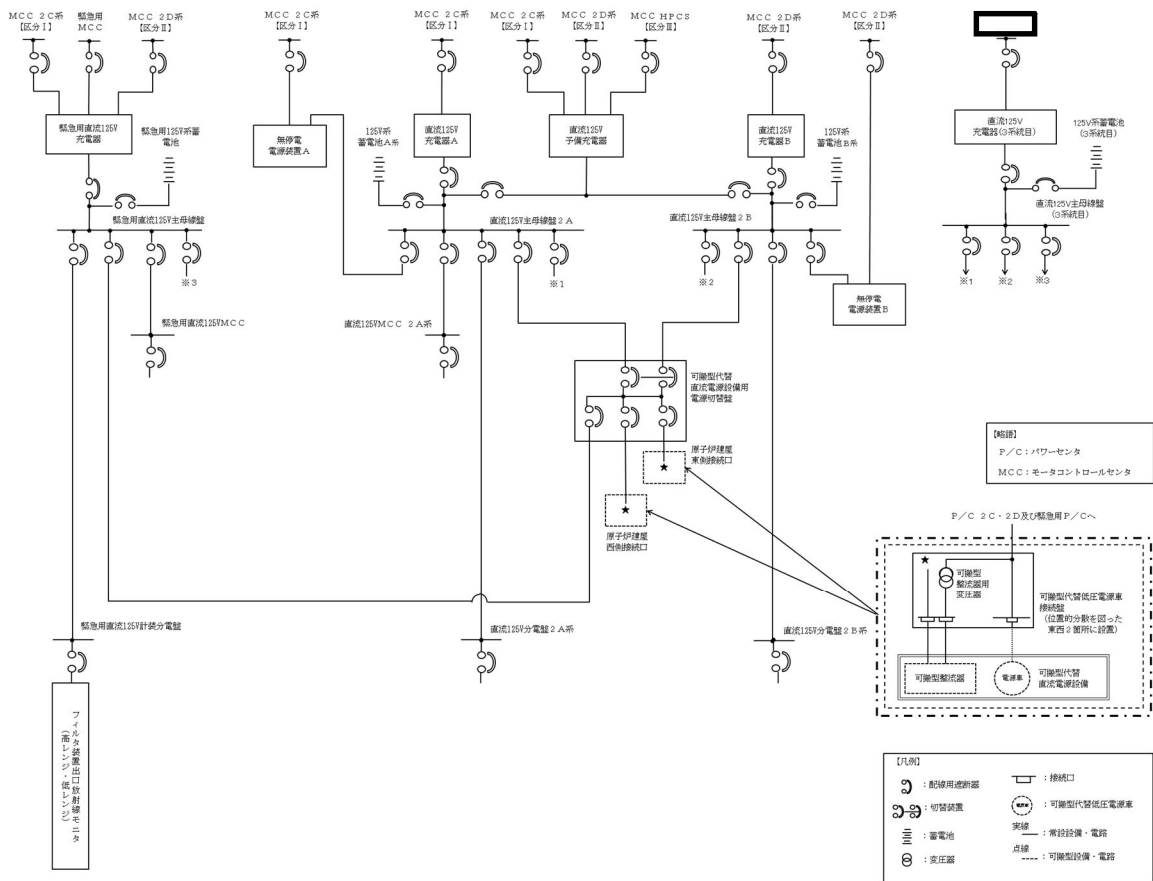 MCC 2C系
【区分Ⅰ】
緊急用
MCC
MCC 2D系
【区分Ⅱ】
MCC 2C系
【区分Ⅰ】
MCC 2C系
【区分Ⅰ】
MCC 2C系
【区分Ⅰ】
MCC 2D系
【区分Ⅱ】
MCC HPCS
【区分Ⅲ】
MCC 2D系
【区分Ⅱ】
MCC 2D系
【区分Ⅱ】
緊急用直流125V
充電器
緊急用125V系蓄
電池
無停電
電源装置A
125V系
蓄電池A系
直流125V
充電器A
直流125V
予備充電器
直流125V
充電器B
125V系
蓄電池B系
直流125V
充電器(3系統目)
125V系蓄電池
(3系統目)
緊急用直流125V主母線盤
直流125V主母線盤2A
直流125V主母線盤2B
直流125V主母線盤
(3系統目)
※3
※1
※2
※1
※2
※3
無停電
電源装置B
緊急用直流125VMCC
直流125VMCC 2A系
可搬型代替
直流電源設備用
電源切替盤
原子炉建屋
東側接続口
★
★
原子炉建屋
西側接続口
【略語】
P/C:パワーセンタ
MCC:モータコントロールセンタ
P/C 2C・2D及び緊急用P/Cへ
★
可搬型
整流器用
変圧器
可搬型代替低圧電源車
接続盤
(位置的分散を図った
東西2箇所に設置)
可搬型整流器
電源車
可搬型代替
直流電源設備
緊急用直流125V計装分電盤
直流125V分電盤2A系
直流125V分電盤2B系
フィルタ装置出口放射線モニタ
(高レンジ・低レンジ)
【凡例】
:配線用遮断器
:切替装置
:蓄電池
:変圧器
:接続口
電源車
:可搬型代替低圧電源車
実線
:常設設備・電路
点線
:可搬型設備・電路